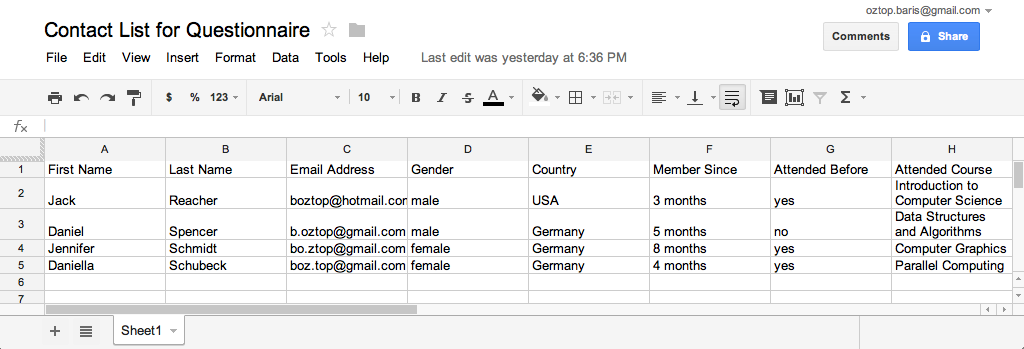 oztop.baris@gmail.com
Contact List for Questionnaire
Comments
Share
File Edit View Insert Format Data Tools Help Last edit was yesterday at 6:36 PM
$ % 123 Arial 10 B I S A Σ
fx
A B C D E F G H
1 First Name Last Name Email Address Gender Country Member Since Attended Before Attended Course
Introduction to
2 Jack Reacher boztop@hotmail.cor male USA 3 months yes Computer Science
Data Structures
3 Daniel Spencer b.oztop@gmail.com male Germany 5 months no and Algorithms
4 Jennifer Schmidt bo.ztop@gmail.com female Germany 8 months yes Computer Graphics
5 Daniella Schubeck boz.top@gmail.com female Germany 4 months yes Parallel Computing
6
7
+ Sheet1